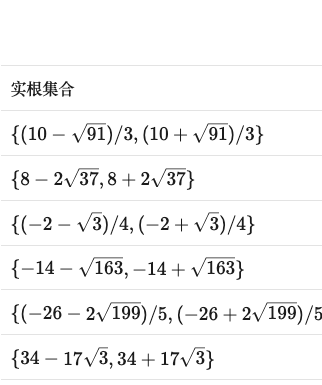 实根集合
{(10 − √91)/3, (10 + √91)/3}
{8 − 2√37, 8 + 2√37}
{(−2 − √3)/4, (−2 + √3)/4}
{−14 − √163, −14 + √163}
{(−26 − 2√199)/5, (−26 + 2√199)/5
{34 − 17√3, 34 + 17√3}